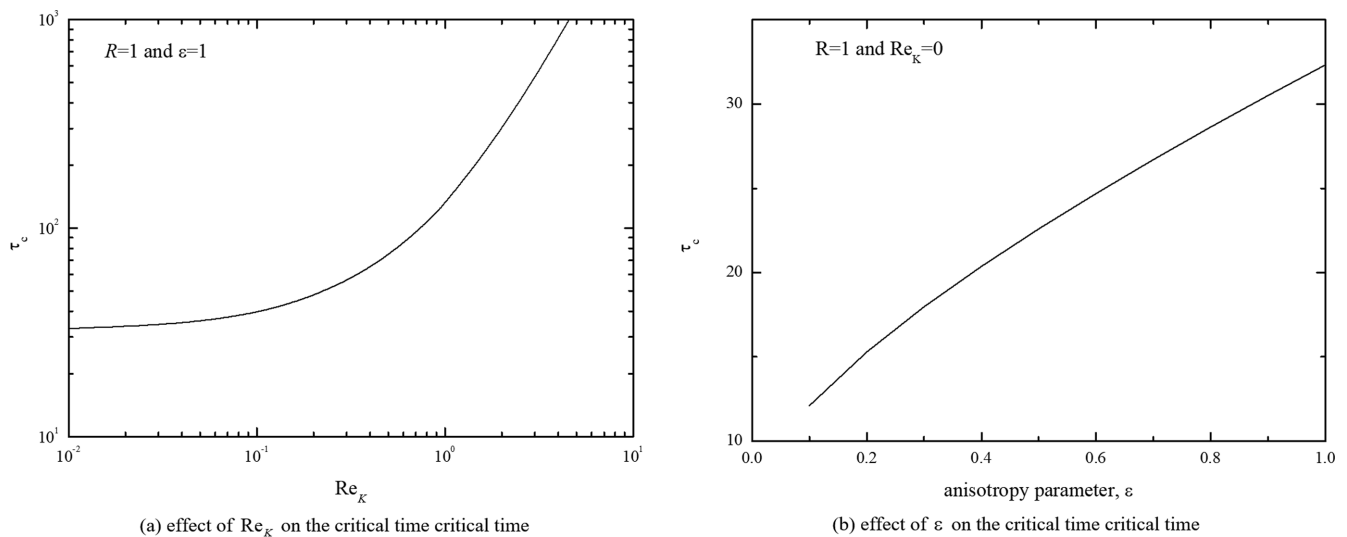 10³
R=1 and ε=1
10²
τc
10¹
10⁻²
10⁻¹
10⁰
10¹
ReK
(a) effect of ReK on the critical time critical time
R=1 and ReK=0
30
20
τc
10
0.0
0.2
0.4
0.6
0.8
1.0
anisotropy parameter, ε
(b) effect of ε on the critical time critical time